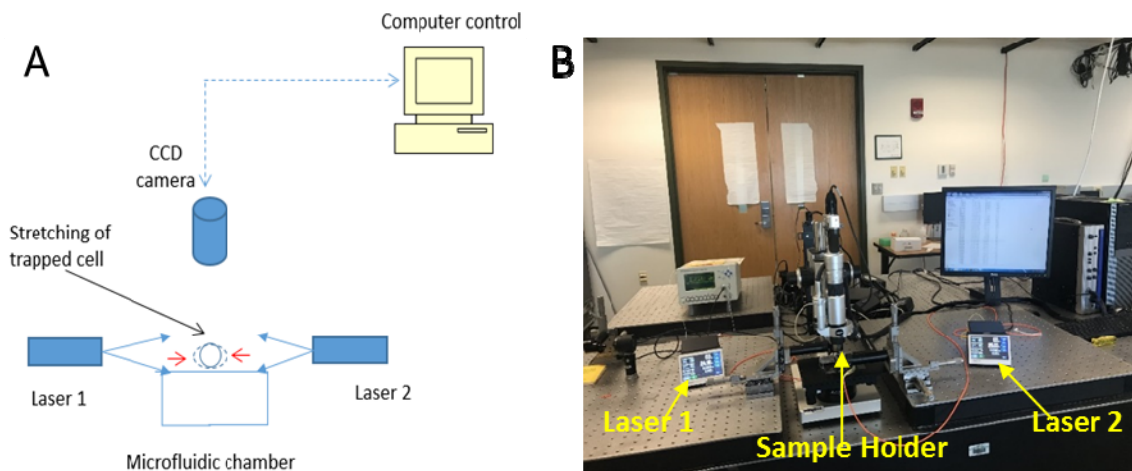 A
Computer control
CCD
camera
Stretching of
trapped cell
Laser 1
Laser 2
Microfluidic chamber
B
Laser 1
Sample Holder
Laser 2